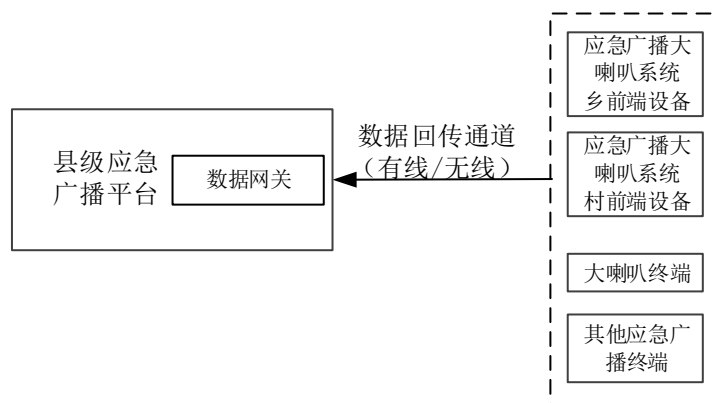 县级应急
广播平台
数据网关
数据回传通道
（有线/无线）
应急广播大
喇叭系统
乡前端设备
应急广播大
喇叭系统
村前端设备
大喇叭终端
其他应急广
播终端